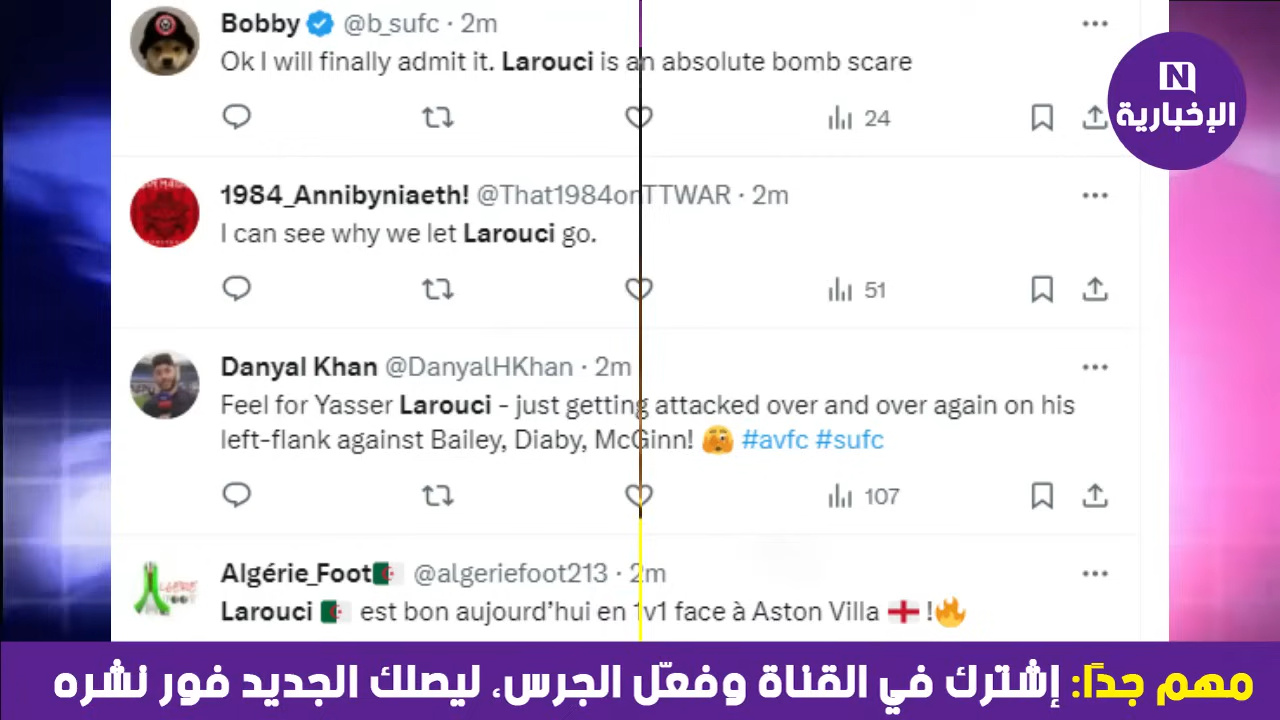 Bobby @b_sufc · 2m
Ok I will finally admit it. Larouci is an absolute bomb scare
24
N
الإخبارية
1984_Annibyniaeth! @That1984onTTWAR · 2m
I can see why we let Larouci go.
51
Danyal Khan @DanyalHKhan · 2m
Feel for Yasser Larouci - just getting attacked over and over again on his
left-flank against Bailey, Diaby, McGinn! 🫣 #avfc #sufc
107
Algérie_Foot🇩🇿 @algeriefoot213 · 2m
Larouci 🇩🇿 est bon aujourd’hui en 1v1 face à Aston Villa 🏴󠁧󠁢󠁥󠁮󠁧󠁿 !🔥
مهم جدًا: إشترك في القناة وفعّل الجرس، ليصلك الجديد فور نشره